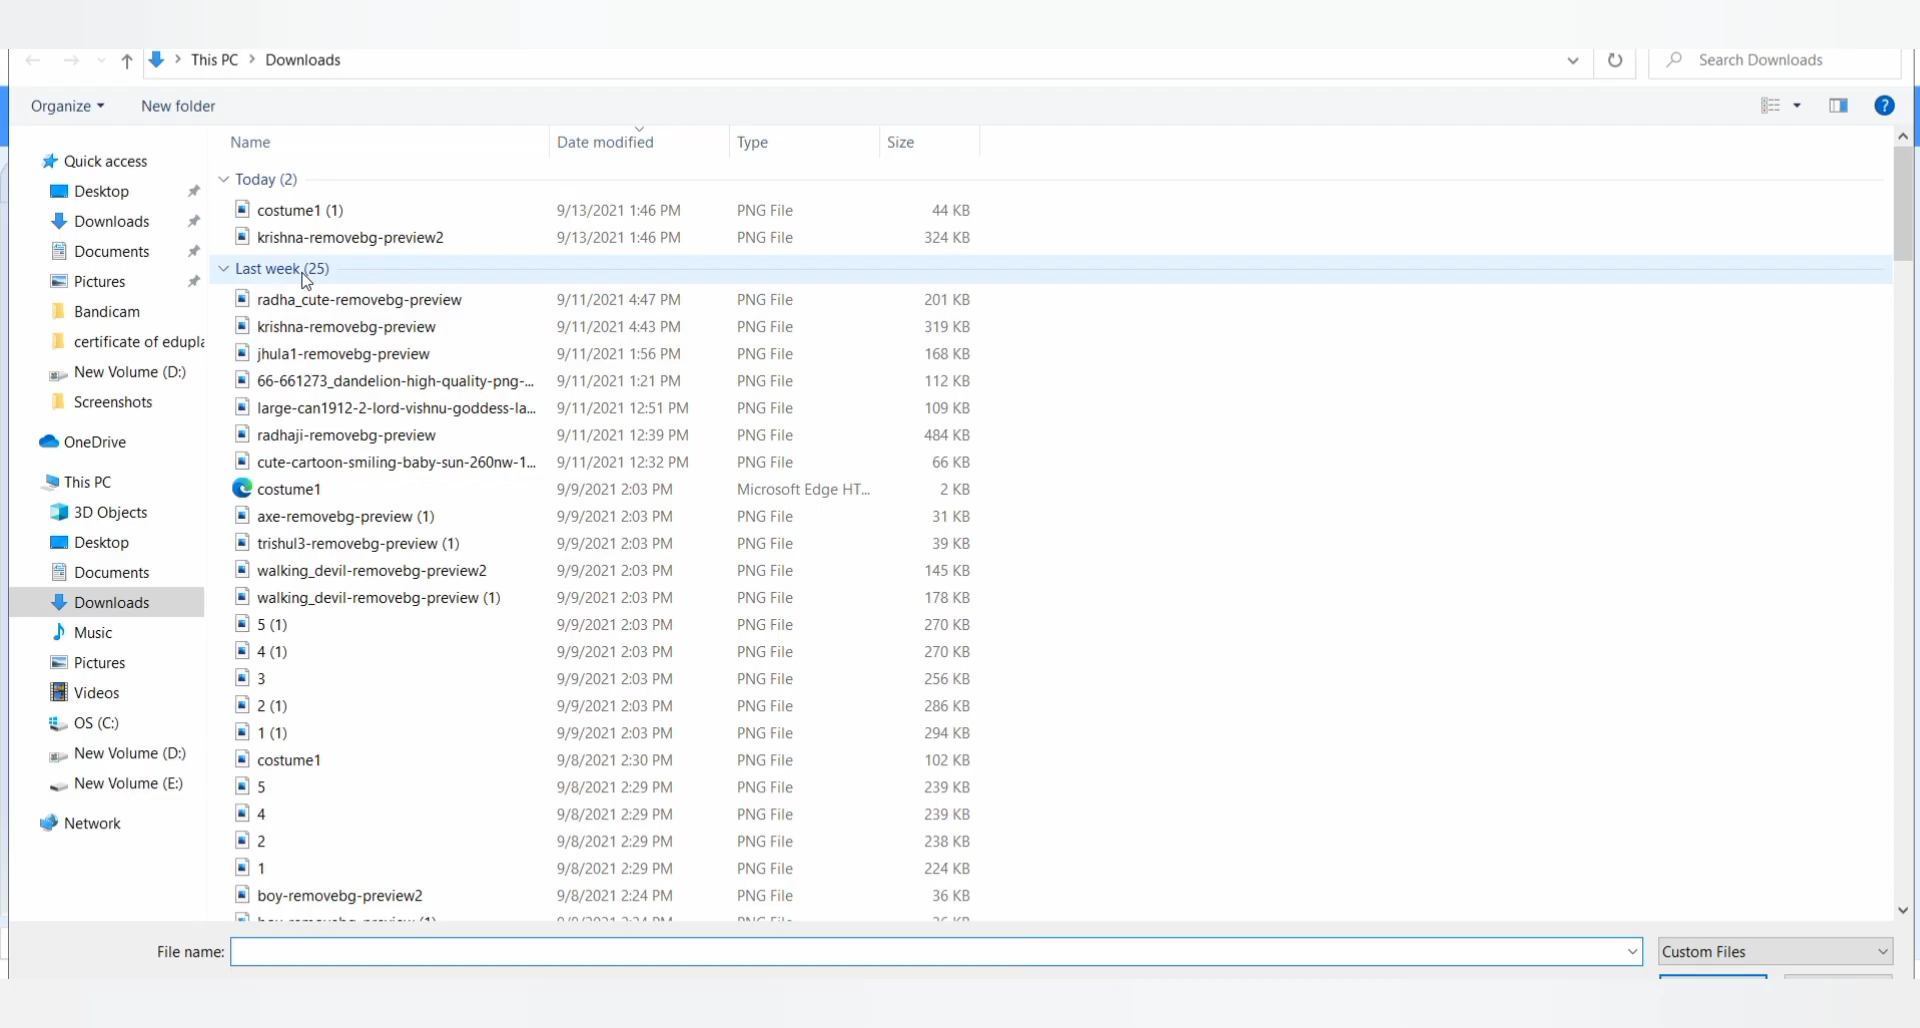 This PC > Downloads
Search Downloads
Organize
New folder
?
Name
Date modified
Type
Size
Quick access
Desktop
Downloads
Documents
Pictures
Bandicam
certificate of edupla
New Volume (D:)
Screenshots
OneDrive
This PC
3D Objects
Desktop
Documents
Downloads
Music
Pictures
Videos
OS (C:)
New Volume (D:)
New Volume (E:)
Network
Today (2)
costume1 (1) 9/13/2021 1:46 PM PNG File 44 KB
krishna-removebg-preview2 9/13/2021 1:46 PM PNG File 324 KB
Last week (25)
radha_cute-removebg-preview 9/11/2021 4:47 PM PNG File 201 KB
krishna-removebg-preview 9/11/2021 4:43 PM PNG File 319 KB
jhula1-removebg-preview 9/11/2021 1:56 PM PNG File 168 KB
66-661273_dandelion-high-quality-png-... 9/11/2021 1:21 PM PNG File 112 KB
large-can1912-2-lord-vishnu-goddess-la... 9/11/2021 12:51 PM PNG File 109 KB
radhaji-removebg-preview 9/11/2021 12:39 PM PNG File 484 KB
cute-cartoon-smiling-baby-sun-260nw-1... 9/11/2021 12:32 PM PNG File 66 KB
costume1 9/9/2021 2:03 PM Microsoft Edge HT... 2 KB
axe-removebg-preview (1) 9/9/2021 2:03 PM PNG File 31 KB
trishul3-removebg-preview (1) 9/9/2021 2:03 PM PNG File 39 KB
walking_devil-removebg-preview2 9/9/2021 2:03 PM PNG File 145 KB
walking_devil-removebg-preview (1) 9/9/2021 2:03 PM PNG File 178 KB
5 (1) 9/9/2021 2:03 PM PNG File 270 KB
4 (1) 9/9/2021 2:03 PM PNG File 270 KB
3 9/9/2021 2:03 PM PNG File 256 KB
2 (1) 9/9/2021 2:03 PM PNG File 286 KB
1 (1) 9/9/2021 2:03 PM PNG File 294 KB
costume1 9/8/2021 2:30 PM PNG File 102 KB
5 9/8/2021 2:29 PM PNG File 239 KB
4 9/8/2021 2:29 PM PNG File 239 KB
2 9/8/2021 2:29 PM PNG File 238 KB
1 9/8/2021 2:29 PM PNG File 224 KB
boy-removebg-preview2 9/8/2021 2:24 PM PNG File 36 KB
File name:
Custom Files